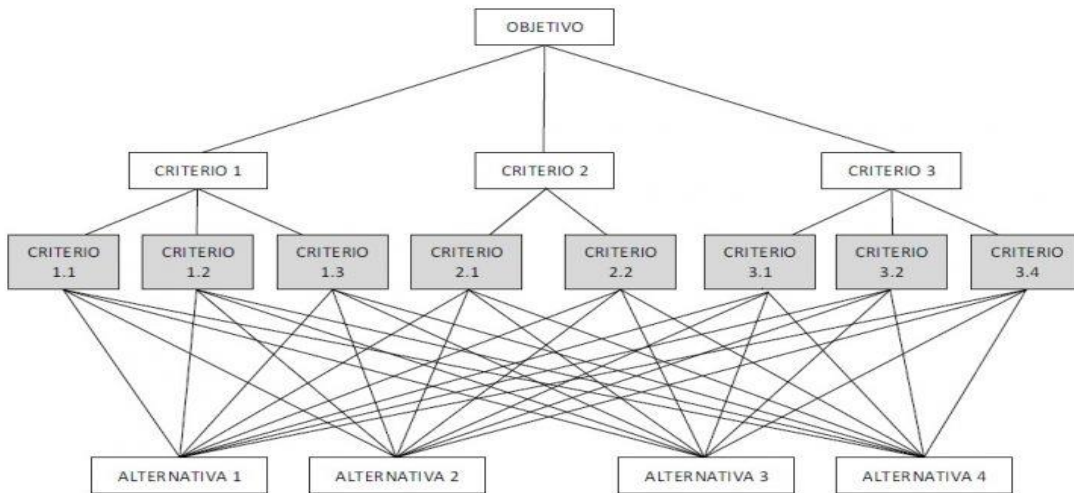 OBJETIVO
CRITERIO 1
CRITERIO 2
CRITERIO 3
CRITERIO
1.1
CRITERIO
1.2
CRITERIO
1.3
CRITERIO
2.1
CRITERIO
2.2
CRITERIO
3.1
CRITERIO
3.2
CRITERIO
3.4
ALTERNATIVA 1
ALTERNATIVA 2
ALTERNATIVA 3
ALTERNATIVA 4